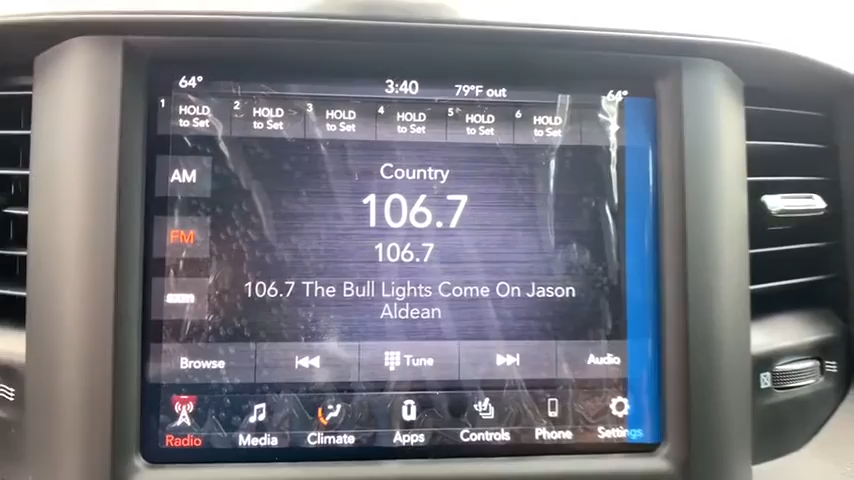 64° 3:40 79°F out 64°
1 HOLD to Set 2 HOLD to Set 3 HOLD to Set 4 HOLD to Set 5 HOLD to Set 6 HOLD to Set
AM
Country
106.7
FM
106.7
106.7 The Bull Lights Come On Jason
Aldean
Browse Tune Audio
Radio Media Climate Apps Controls Phone Settings